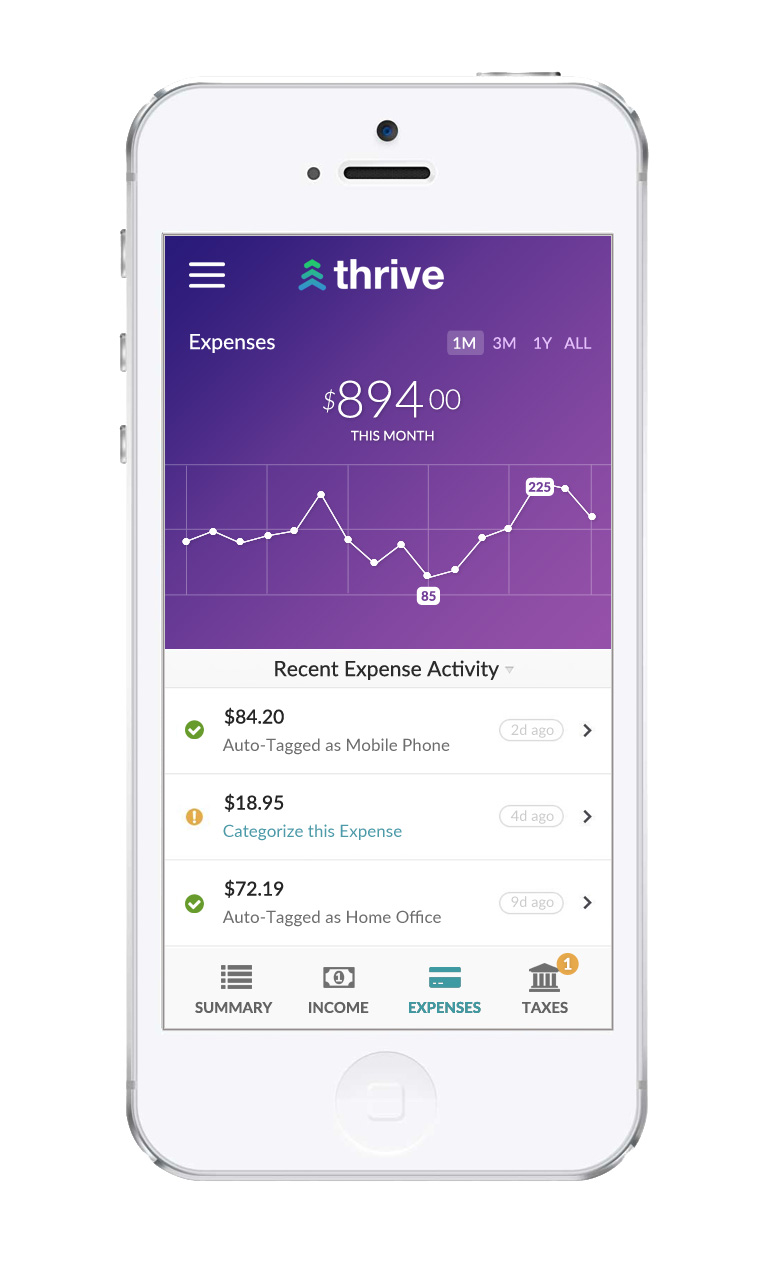 thrive
Expenses 1M 3M 1Y ALL
$894 00
THIS MONTH
225
85
Recent Expense Activity
$84.20
Auto-Tagged as Mobile Phone
2d ago
$18.95
Categorize this Expense
4d ago
$72.19
Auto-Tagged as Home Office
9d ago
1
1
SUMMARY INCOME EXPENSES TAXES